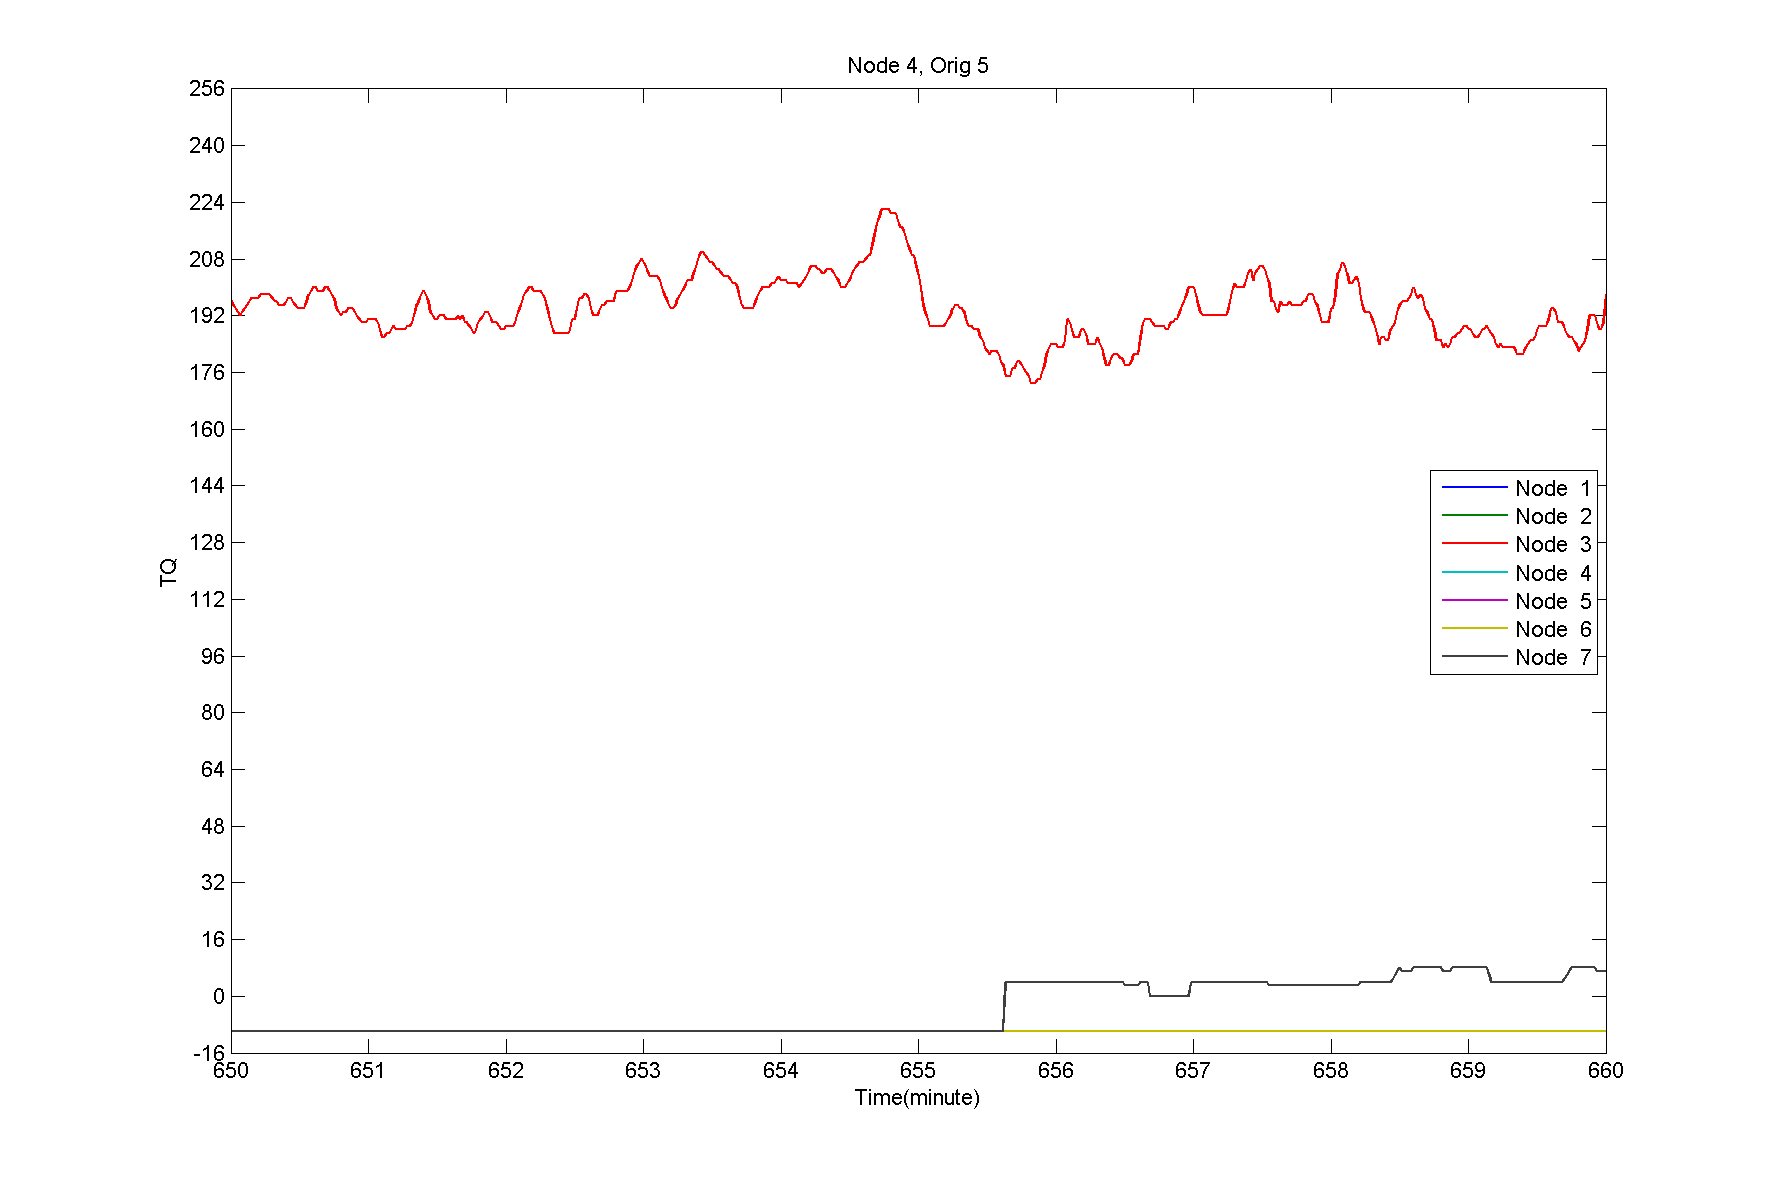 Node 4, Orig 5
256
240
224
208
192
176
160
144
128
112
96
80
64
48
32
16
0
-16
TQ
Node 1
Node 2
Node 3
Node 4
Node 5
Node 6
Node 7
650 651 652 653 654 655 656 657 658 659 660
Time(minute)